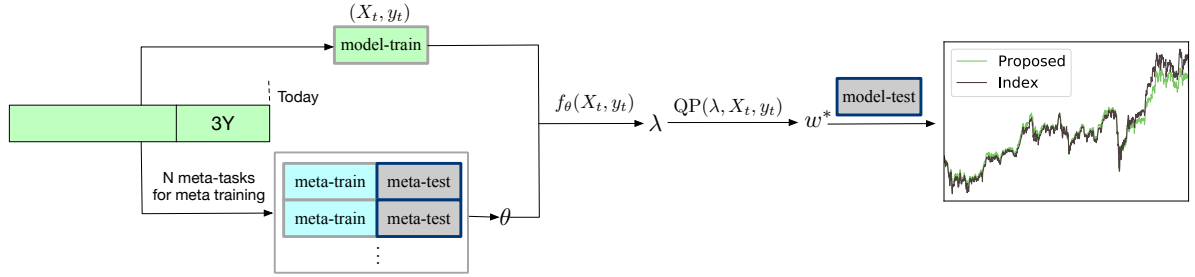 (X_t, y_t)
model-train
Today
3Y
N meta-tasks
for meta training
meta-train meta-test
meta-train meta-test
⋮
θ
f_θ(X_t, y_t)
λ
QP(λ, X_t, y_t)
w*
model-test
Proposed
Index